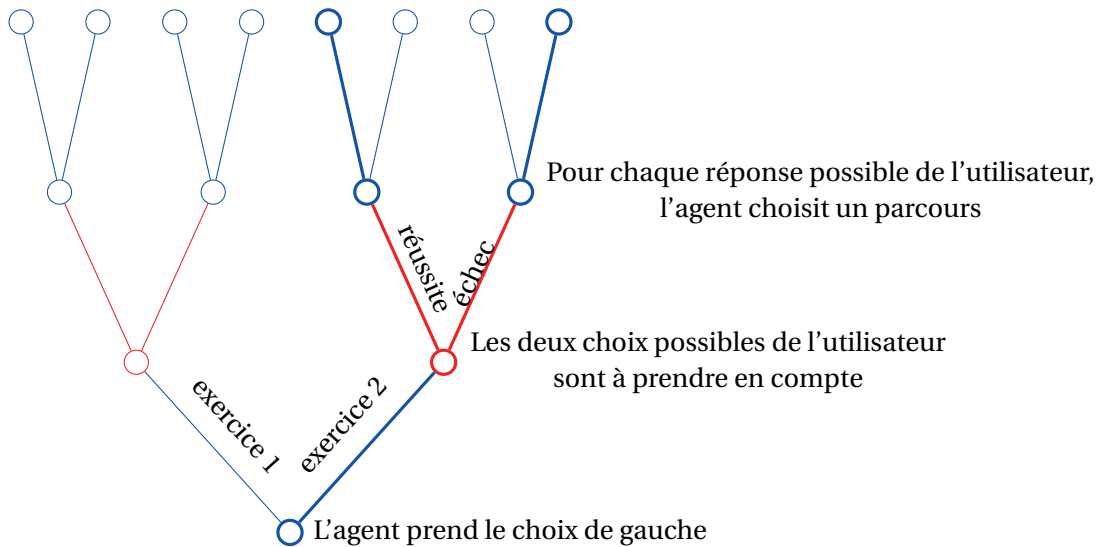 Pour chaque réponse possible de l'utilisateur,
l'agent choisit un parcours
réussite
échec
Les deux choix possibles de l'utilisateur
sont à prendre en compte
exercice 1
exercice 2
L'agent prend le choix de gauche